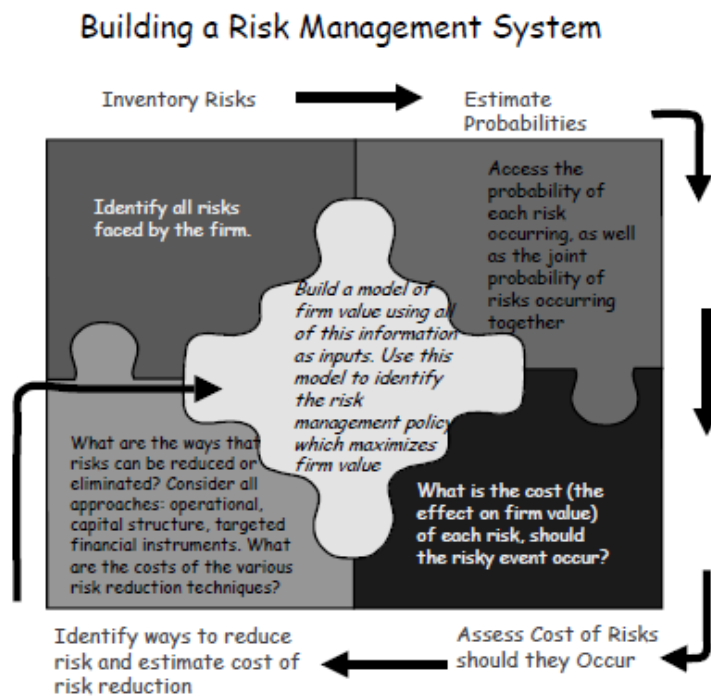 Building a Risk Management System
Inventory Risks
Estimate
Probabilities
Identify all risks
faced by the firm.
Access the
probability of
each risk
occurring, as well
as the joint
probability of
risks occurring
together
Build a model of
firm value using all
of this information
as inputs. Use this
model to identify
the risk
management policy
which maximizes
firm value
What are the ways that
risks can be reduced or
eliminated? Consider all
approaches: operational,
capital structure, targeted
financial instruments. What
are the costs of the various
risk reduction techniques?
What is the cost (the
effect on firm value)
of each risk, should
the risky event occur?
Identify ways to reduce
risk and estimate cost of
risk reduction
Assess Cost of Risks
should they Occur